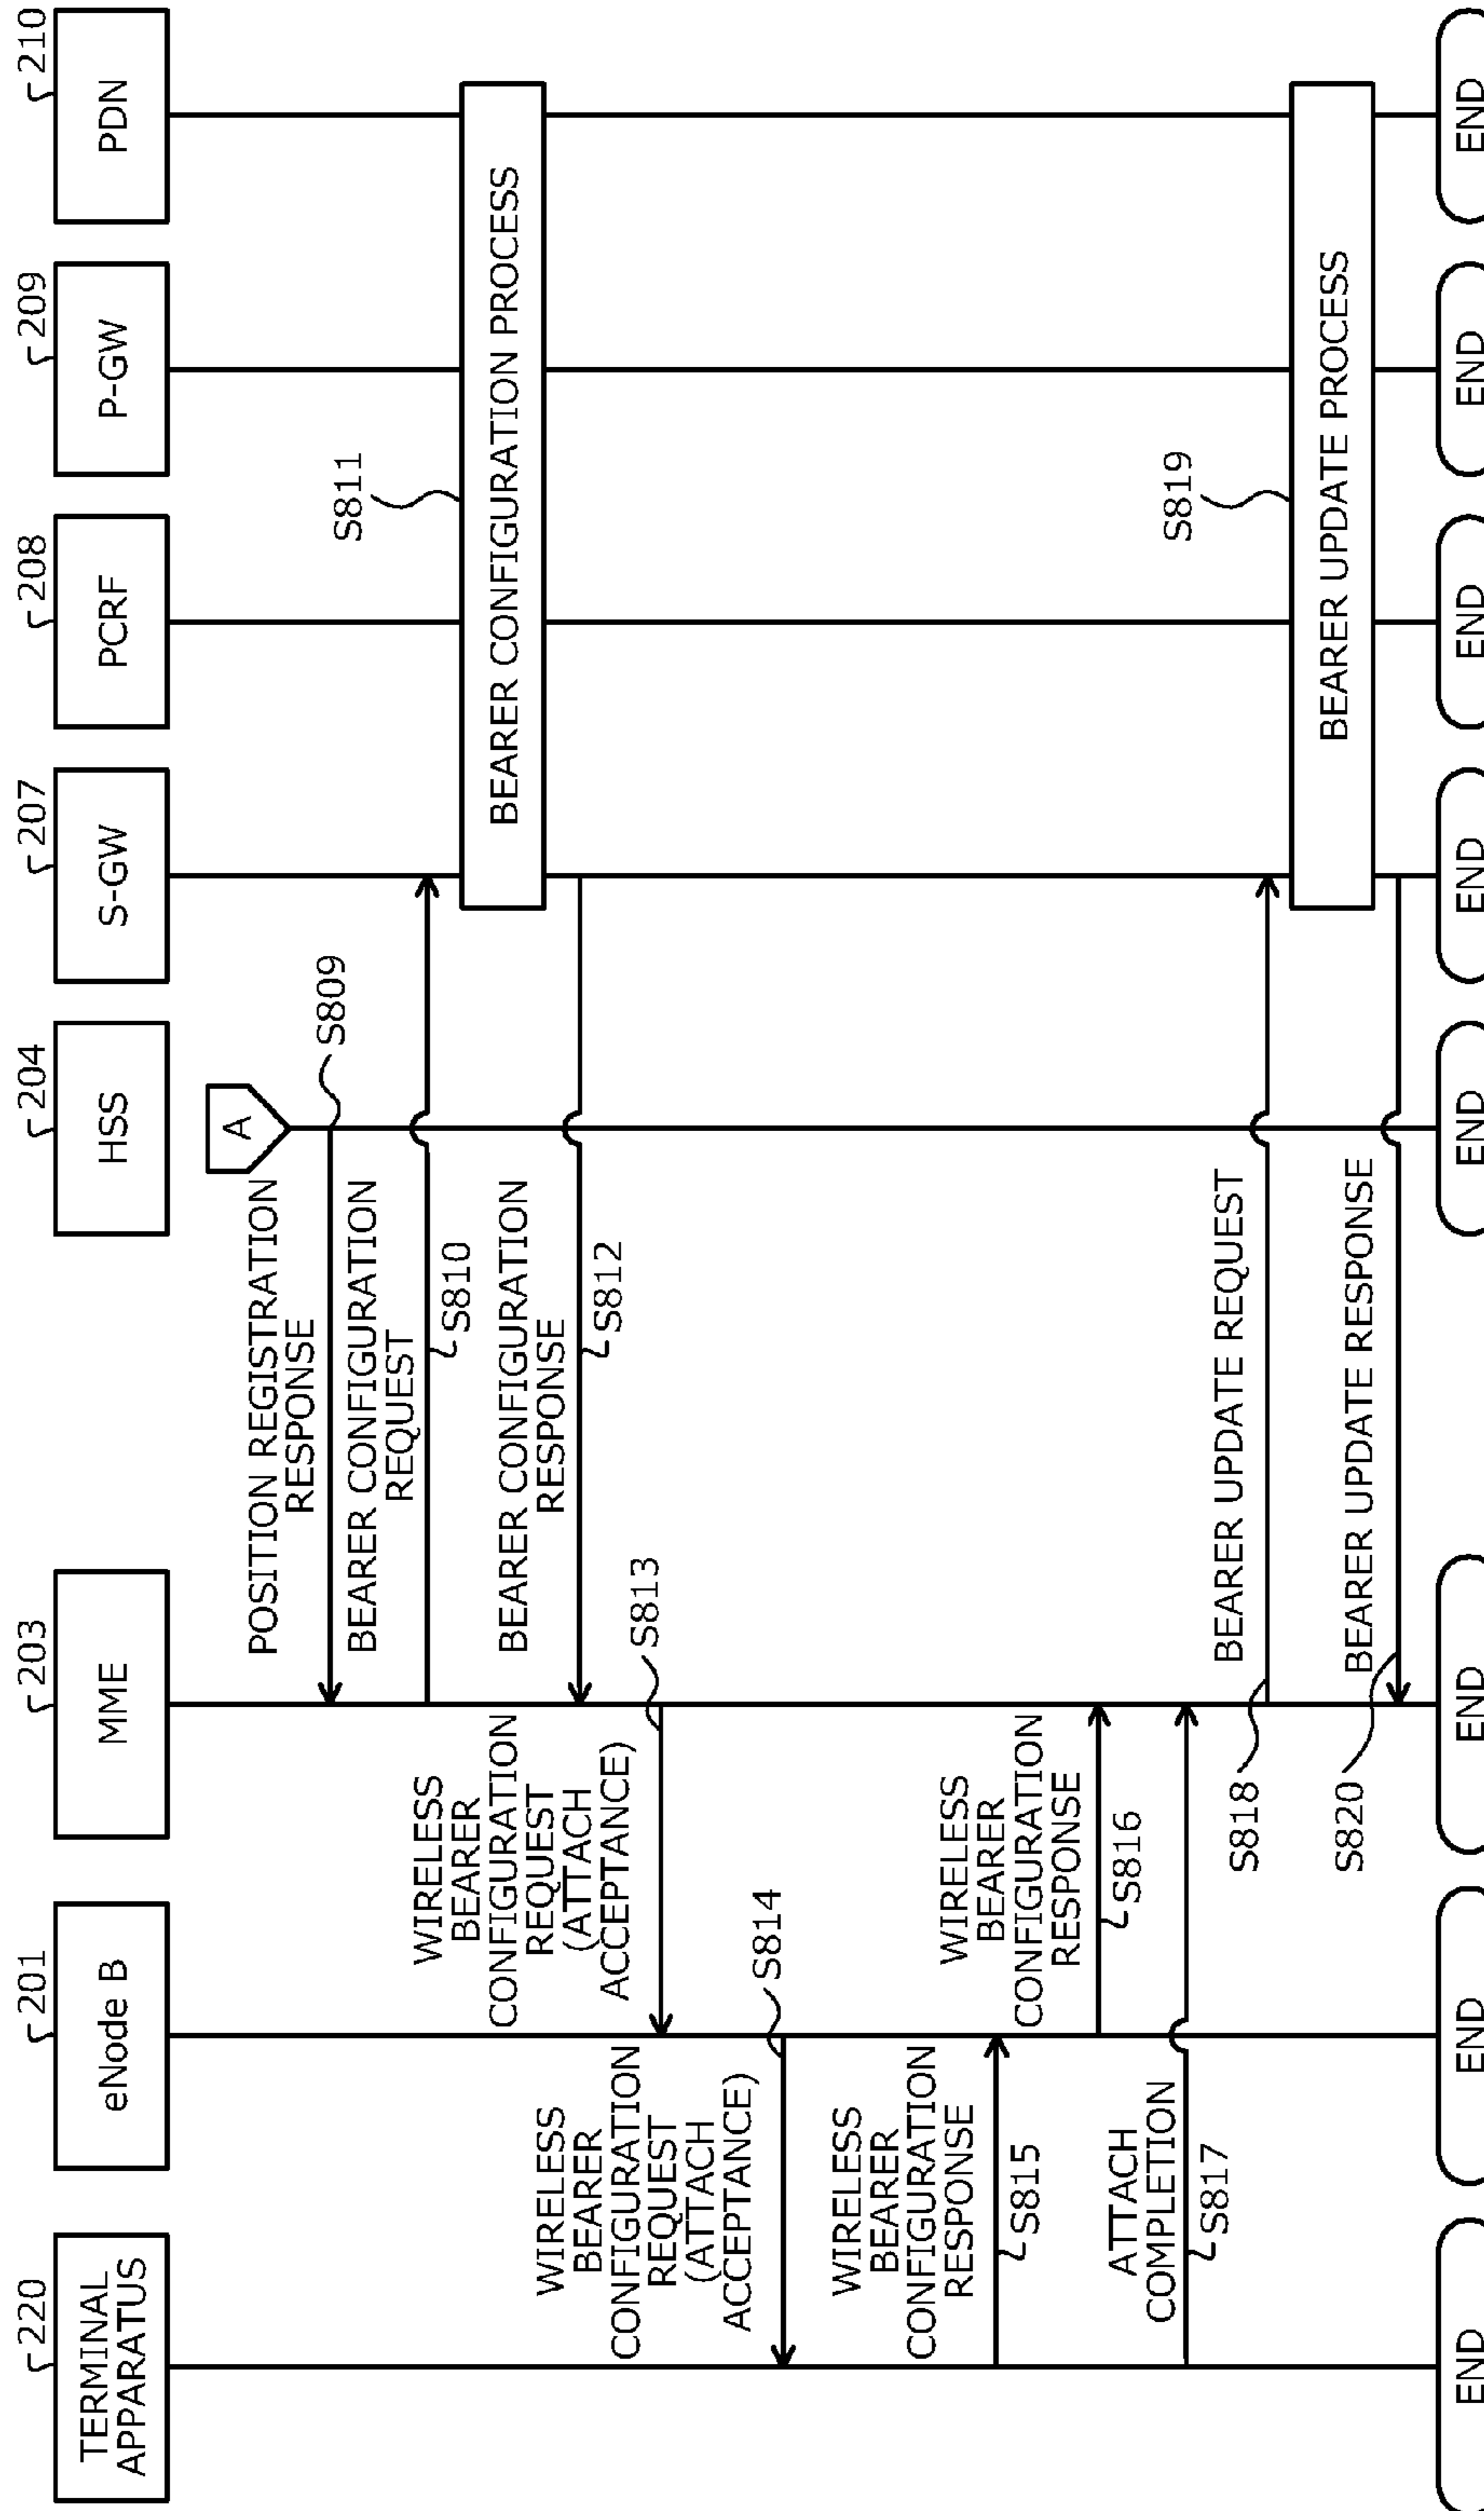 220
TERMINAL
APPARATUS
201
eNode B
203
MME
204
HSS
207
S-GW
208
PCRF
209
P-GW
210
PDN
A
POSITION REGISTRATION
RESPONSE
S809
BEARER CONFIGURATION
REQUEST
S810
S811
BEARER CONFIGURATION PROCESS
BEARER CONFIGURATION
RESPONSE
S812
WIRELESS
BEARER
CONFIGURATION
REQUEST
(ATTACH
ACCEPTANCE)
S813
WIRELESS
BEARER
CONFIGURATION
REQUEST
(ATTACH
ACCEPTANCE)
S814
WIRELESS
BEARER
CONFIGURATION
RESPONSE
S815
WIRELESS
BEARER
CONFIGURATION
RESPONSE
S816
ATTACH
COMPLETION
S817
BEARER UPDATE REQUEST
S818
S819
BEARER UPDATE PROCESS
BEARER UPDATE RESPONSE
S820
END
END
END
END
END
END
END
END